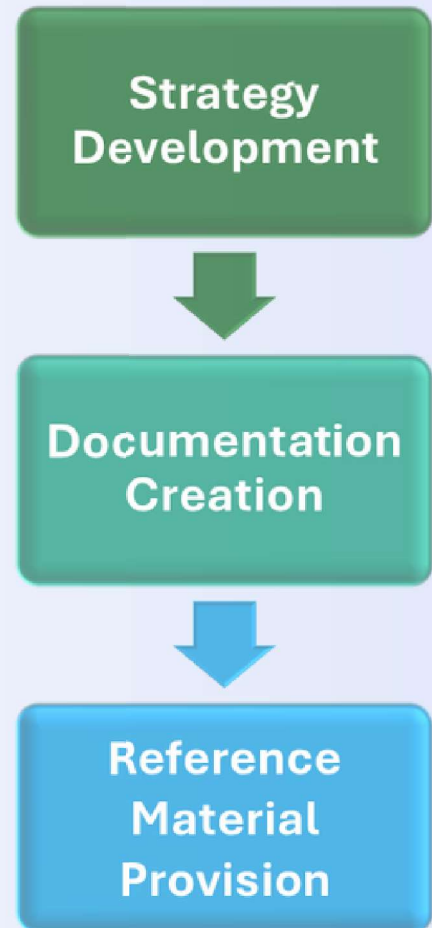 Strategy
Development
Documentation
Creation
Reference
Material
Provision